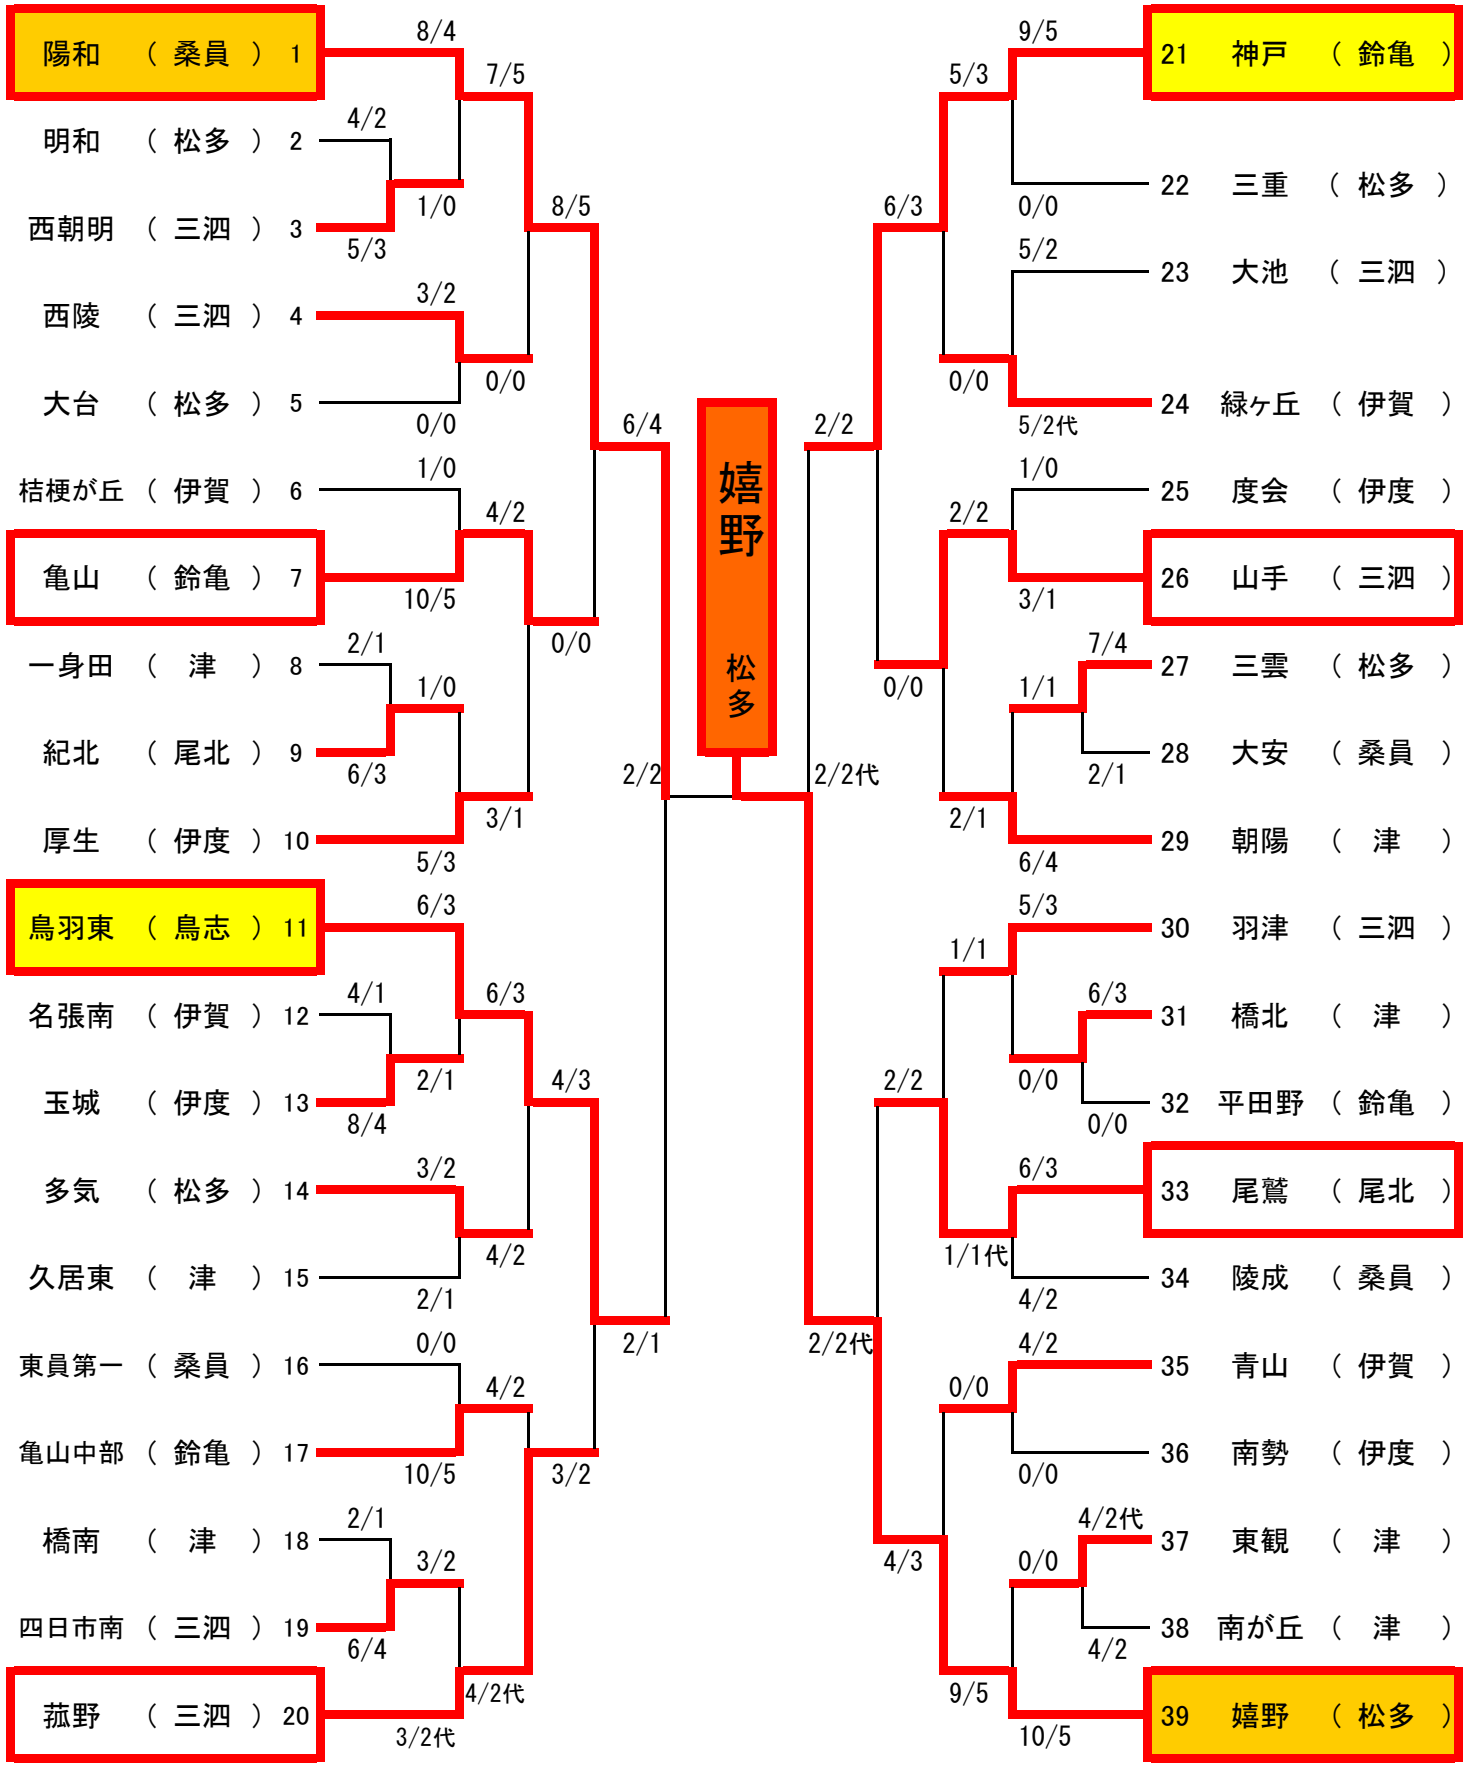 陽和 （ 桑員 ） 1
8/4
7/5
明和 （ 松多 ） 2
4/2
西朝明 （ 三泗 ） 3
5/3
1/0
8/5
西陵 （ 三泗 ） 4
3/2
0/0
大台 （ 松多 ） 5
0/0
6/4
桔梗が丘 （ 伊賀 ） 6
1/0
4/2
亀山 （ 鈴亀 ） 7
10/5
0/0
一身田 （ 津 ） 8
2/1
1/0
紀北 （ 尾北 ） 9
6/3
3/1
厚生 （ 伊度 ） 10
5/3
2/2
鳥羽東 （ 鳥志 ） 11
6/3
6/3
名張南 （ 伊賀 ） 12
4/1
2/1
玉城 （ 伊度 ） 13
8/4
4/3
多気 （ 松多 ） 14
3/2
4/2
久居東 （ 津 ） 15
2/1
2/1
東員第一 （ 桑員 ） 16
0/0
4/2
亀山中部 （ 鈴亀 ） 17
10/5
3/2
橋南 （ 津 ） 18
2/1
3/2
四日市南 （ 三泗 ） 19
6/4
4/2代
菰野 （ 三泗 ） 20
3/2代
嬉野
松多
9/5
21 神戸 （ 鈴亀 ）
5/3
22 三重 （ 松多 ）
0/0
6/3
5/2
23 大池 （ 三泗 ）
0/0
24 緑ヶ丘 （ 伊賀 ）
5/2代
2/2
1/0
25 度会 （ 伊度 ）
2/2
26 山手 （ 三泗 ）
3/1
0/0
7/4
27 三雲 （ 松多 ）
1/1
28 大安 （ 桑員 ）
2/1
2/1
29 朝陽 （ 津 ）
6/4
2/2代
5/3
30 羽津 （ 三泗 ）
1/1
6/3
31 橋北 （ 津 ）
0/0
32 平田野 （ 鈴亀 ）
0/0
2/2
6/3
33 尾鷲 （ 尾北 ）
1/1代
34 陵成 （ 桑員 ）
4/2
2/2代
4/2
35 青山 （ 伊賀 ）
0/0
36 南勢 （ 伊度 ）
0/0
4/3
4/2代
37 東観 （ 津 ）
0/0
38 南が丘 （ 津 ）
4/2
9/5
39 嬉野 （ 松多 ）
10/5